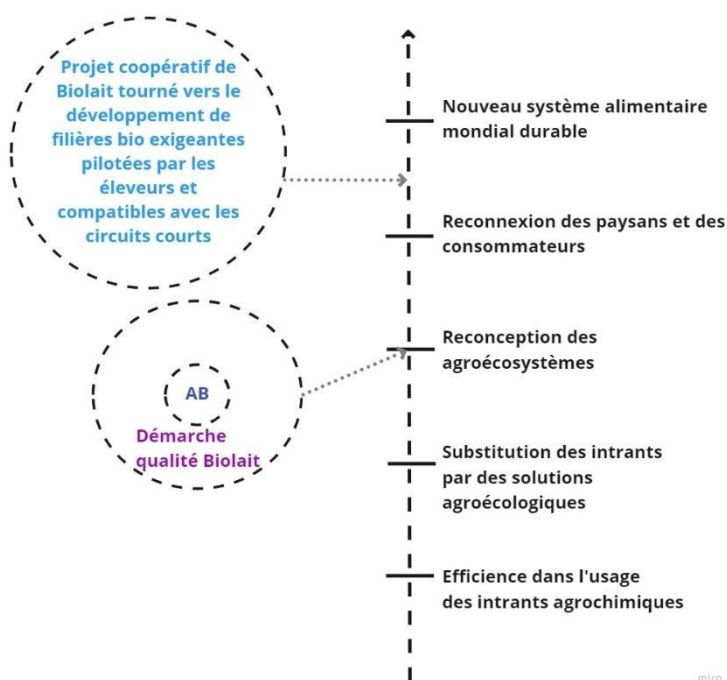 Projet coopératif de
Biolait tourné vers le
développement de
filières bio exigeantes
pilotées par les
éleveurs et
compatibles avec les
circuits courts
AB
Démarche
qualité Biolait
Nouveau système alimentaire
mondial durable
Reconnexion des paysans et des
consommateurs
Reconception des
agroécosystèmes
Substitution des intrants
par des solutions
agroécologiques
Efficience dans l'usage
des intrants agrochimiques
miro